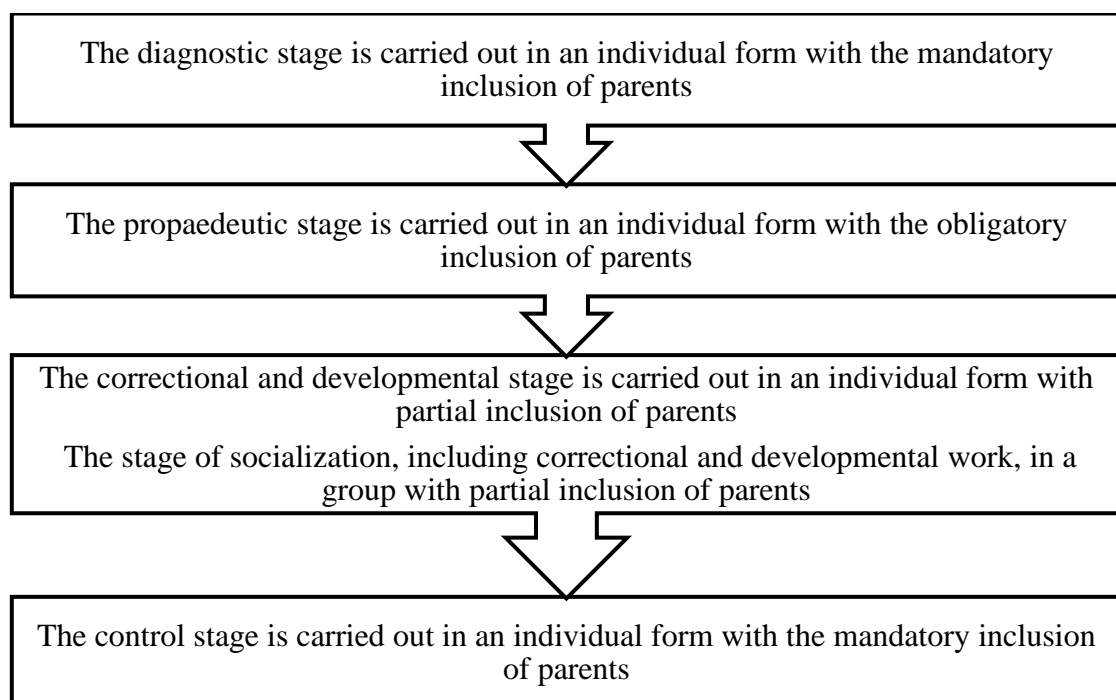 The diagnostic stage is carried out in an individual form with the mandatory
inclusion of parents
The propaedeutic stage is carried out in an individual form with the obligatory
inclusion of parents
The correctional and developmental stage is carried out in an individual form with
partial inclusion of parents
The stage of socialization, including correctional and developmental work, in a
group with partial inclusion of parents
The control stage is carried out in an individual form with the mandatory inclusion
of parents